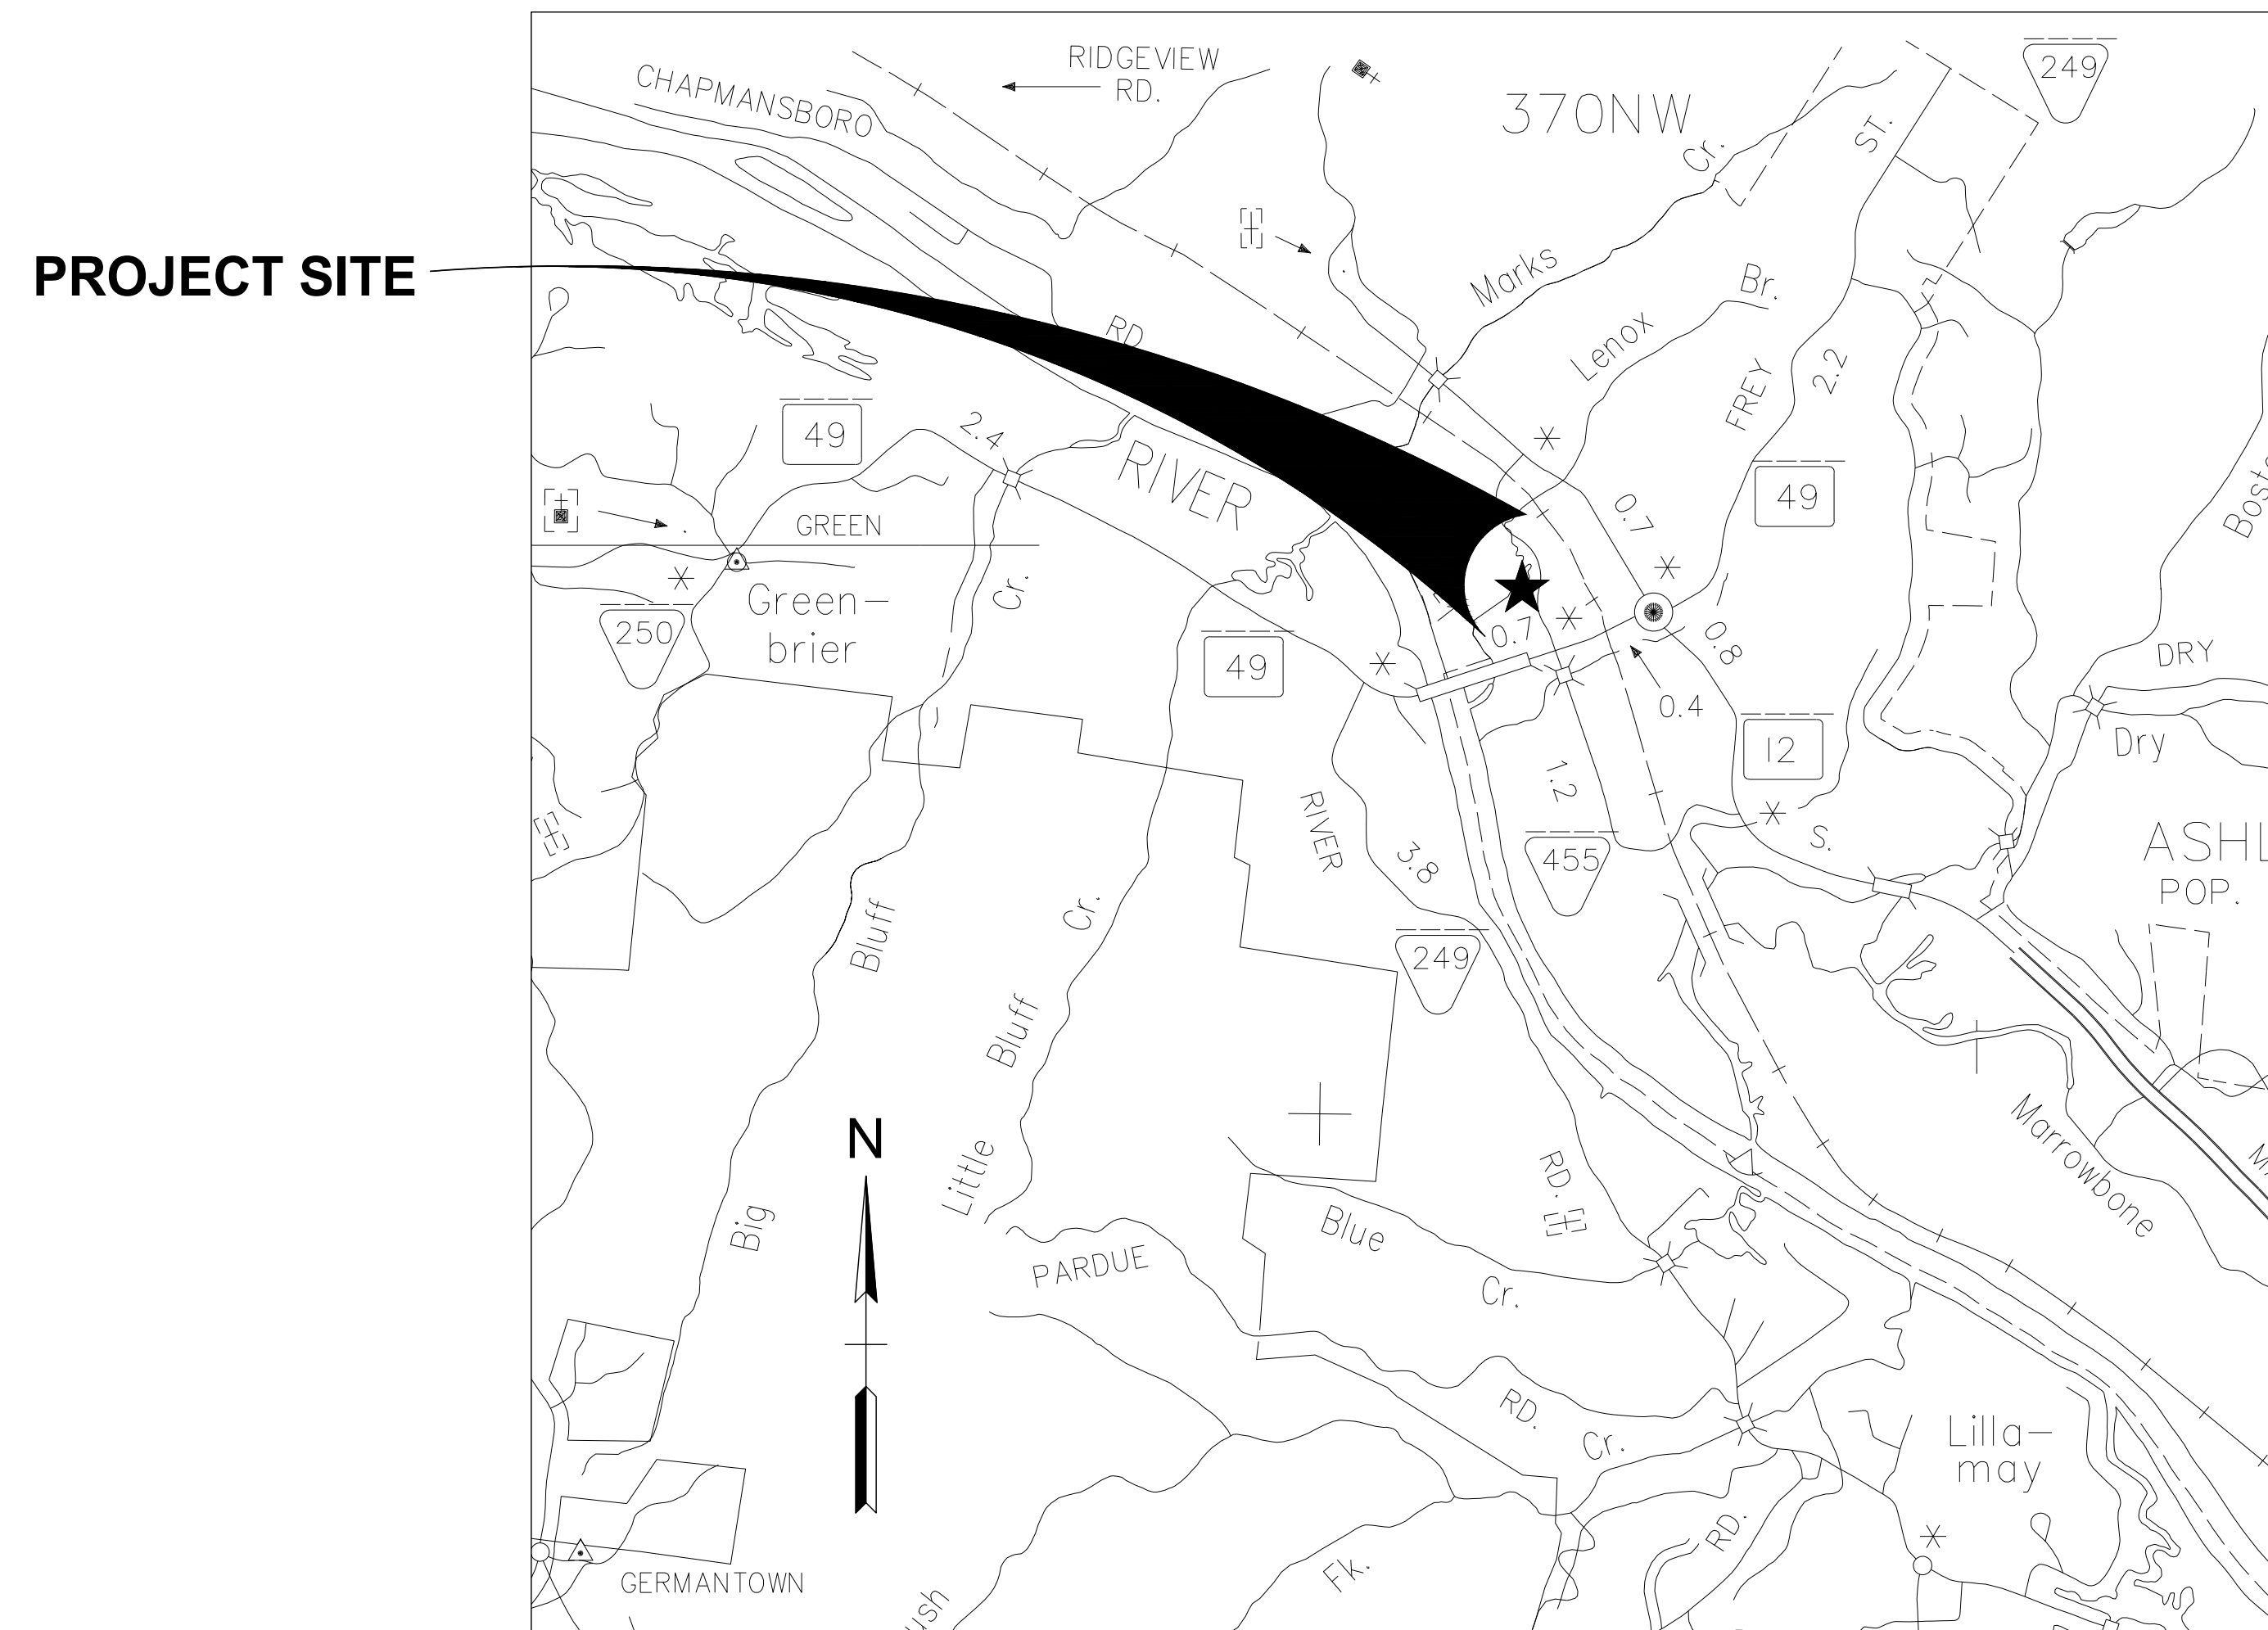 RIDGEVIEW
RD.
249
CHAPMANSBORO
370NW
Cr.
ST.
PROJECT SITE
Marks
Br.
RD
Lenox
FREY
2.2
49
2.4
RIVER
49
0.7
GREEN
Green-
brier
Cr.
250
49
0.7
0.8
DRY
0.4
Dry
12
1.2
RIVER
S.
3.8
455
POP.
Cr.
Bluff
249
Bluff
Marrowbone
N
Little
RD.
Big
Blue
PARDUE
Cr.
RD.
Cr.
Lilla-
may
RD.
Fk.
GERMANTOWN